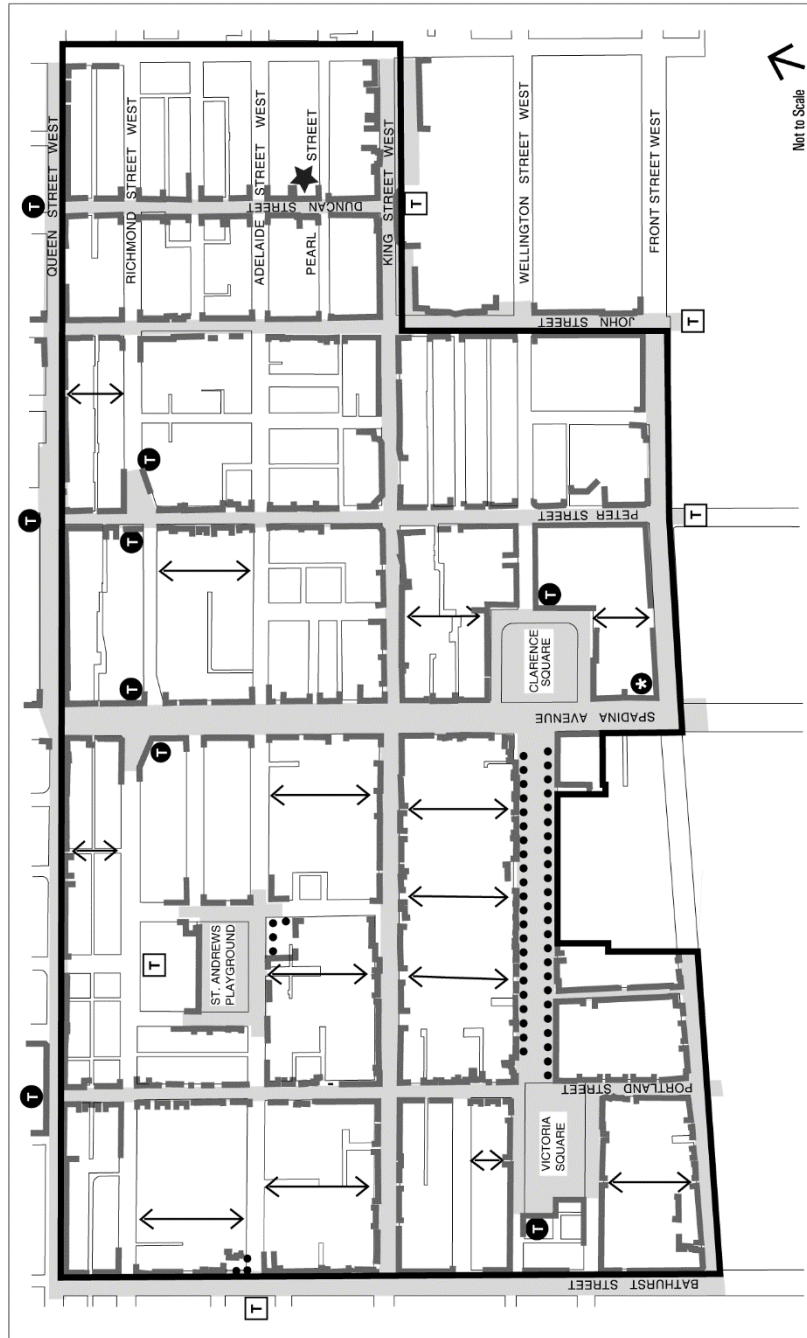 Not to Scale
QUEEN STREET WEST
RICHMOND STREET WEST
ADELAIDE STREET WEST
PEARL STREET
KING STREET WEST
WELLINGTON STREET WEST
FRONT STREET WEST
DUNCAN STREET
JOHN STREET
PETER STREET
CLARENCE
SQUARE
SPADINA AVENUE
ST. ANDREWS
PLAYGROUND
PORTLAND STREET
VICTORIA
SQUARE
BATHURST STREET
T
T
T
T
T
T
T
T
T
T
T
T
T
T
*